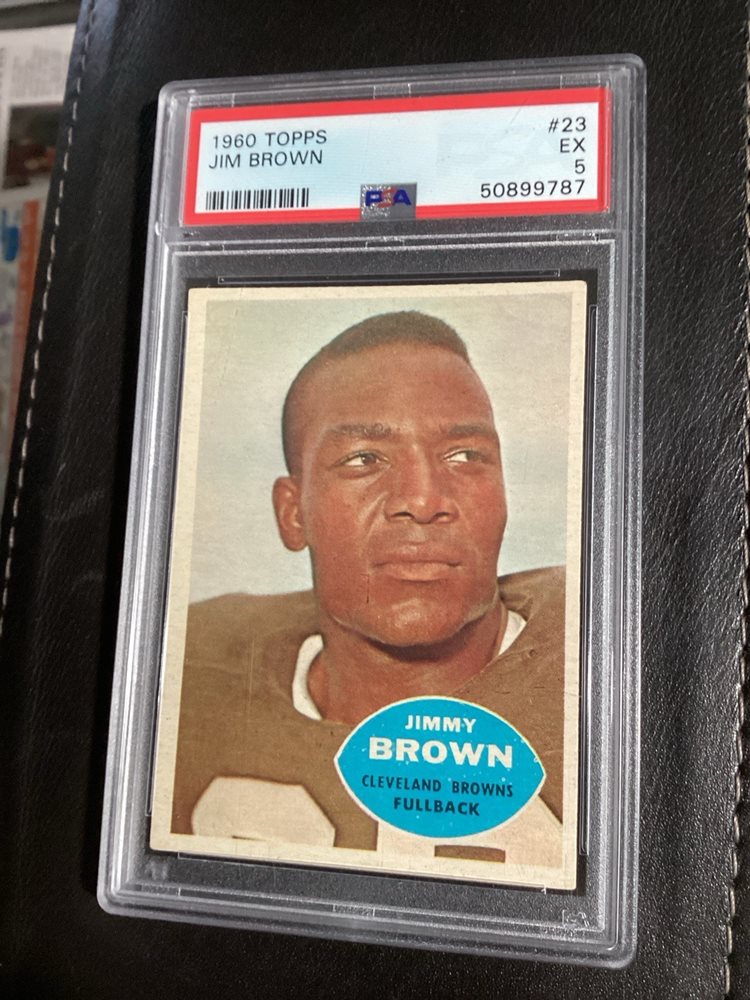 1960 TOPPS
#23
JIM BROWN
EX
5
PSA
50899787
JIMMY
BROWN
CLEVELAND BROWNS
FULLBACK